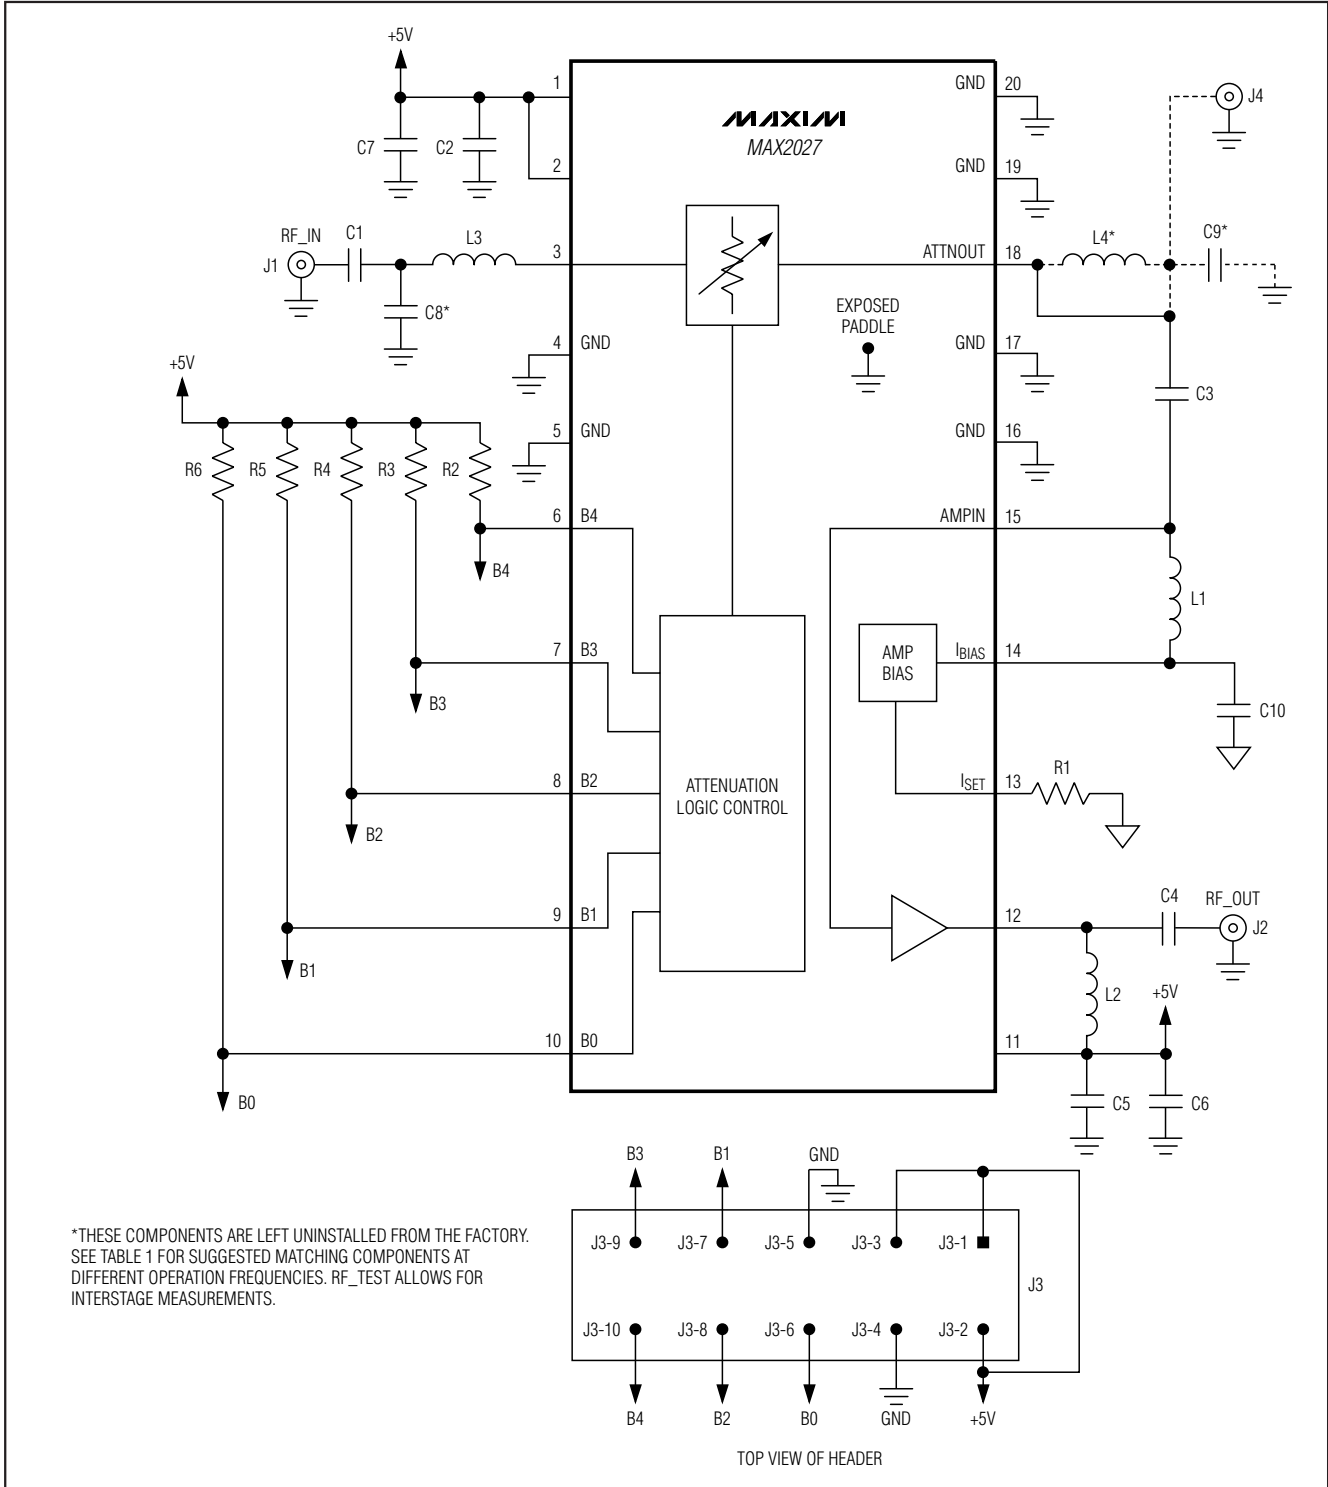 +5V
1
GND 20
J4
MAXIM
MAX2027
C7 C2
2
GND 19
RF_IN C1 L3
J1
3
ATTNOUT 18
L4* C9*
C8*
EXPOSED
PADDLE
4 GND
GND 17
+5V
C3
5 GND
GND 16
R6 R5 R4 R3 R2
6 B4
AMPIN 15
B4
L1
AMP
BIAS
7 B3
IBIAS 14
B3
C10
ATTENUATION
LOGIC CONTROL
8 B2
ISET 13
R1
B2
C4 RF_OUT
9 B1
12
J2
B1
L2
+5V
10 B0
11
B0
C5 C6
B3 B1 GND
*THESE COMPONENTS ARE LEFT UNINSTALLED FROM THE FACTORY.
SEE TABLE 1 FOR SUGGESTED MATCHING COMPONENTS AT
DIFFERENT OPERATION FREQUENCIES. RF_TEST ALLOWS FOR
INTERSTAGE MEASUREMENTS.
J3-9 J3-7 J3-5 J3-3 J3-1
J3
J3-10 J3-8 J3-6 J3-4 J3-2
B4 B2 B0 GND +5V
TOP VIEW OF HEADER